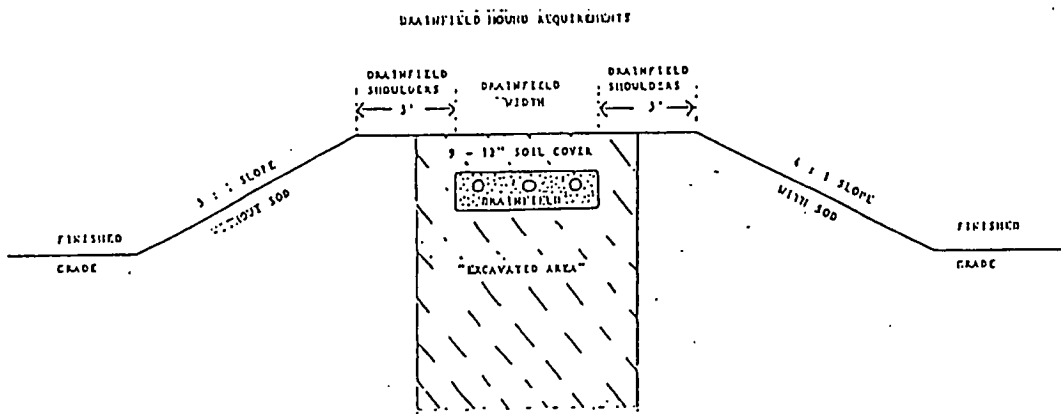 DRAINFIELD MOUND REQUIREMENTS
DRAINFIELD
SHOULDERS
3'
DRAINFIELD
WIDTH
DRAINFIELD
SHOULDERS
3'
9 - 12" SOIL COVER
: 1 SLOPE
WITHOUT SOD
4 : 1 SLOPE
WITH SOD
DRAINFIELD
FINISHED
GRADE
"EXCAVATED AREA"
FINISHED
GRADE